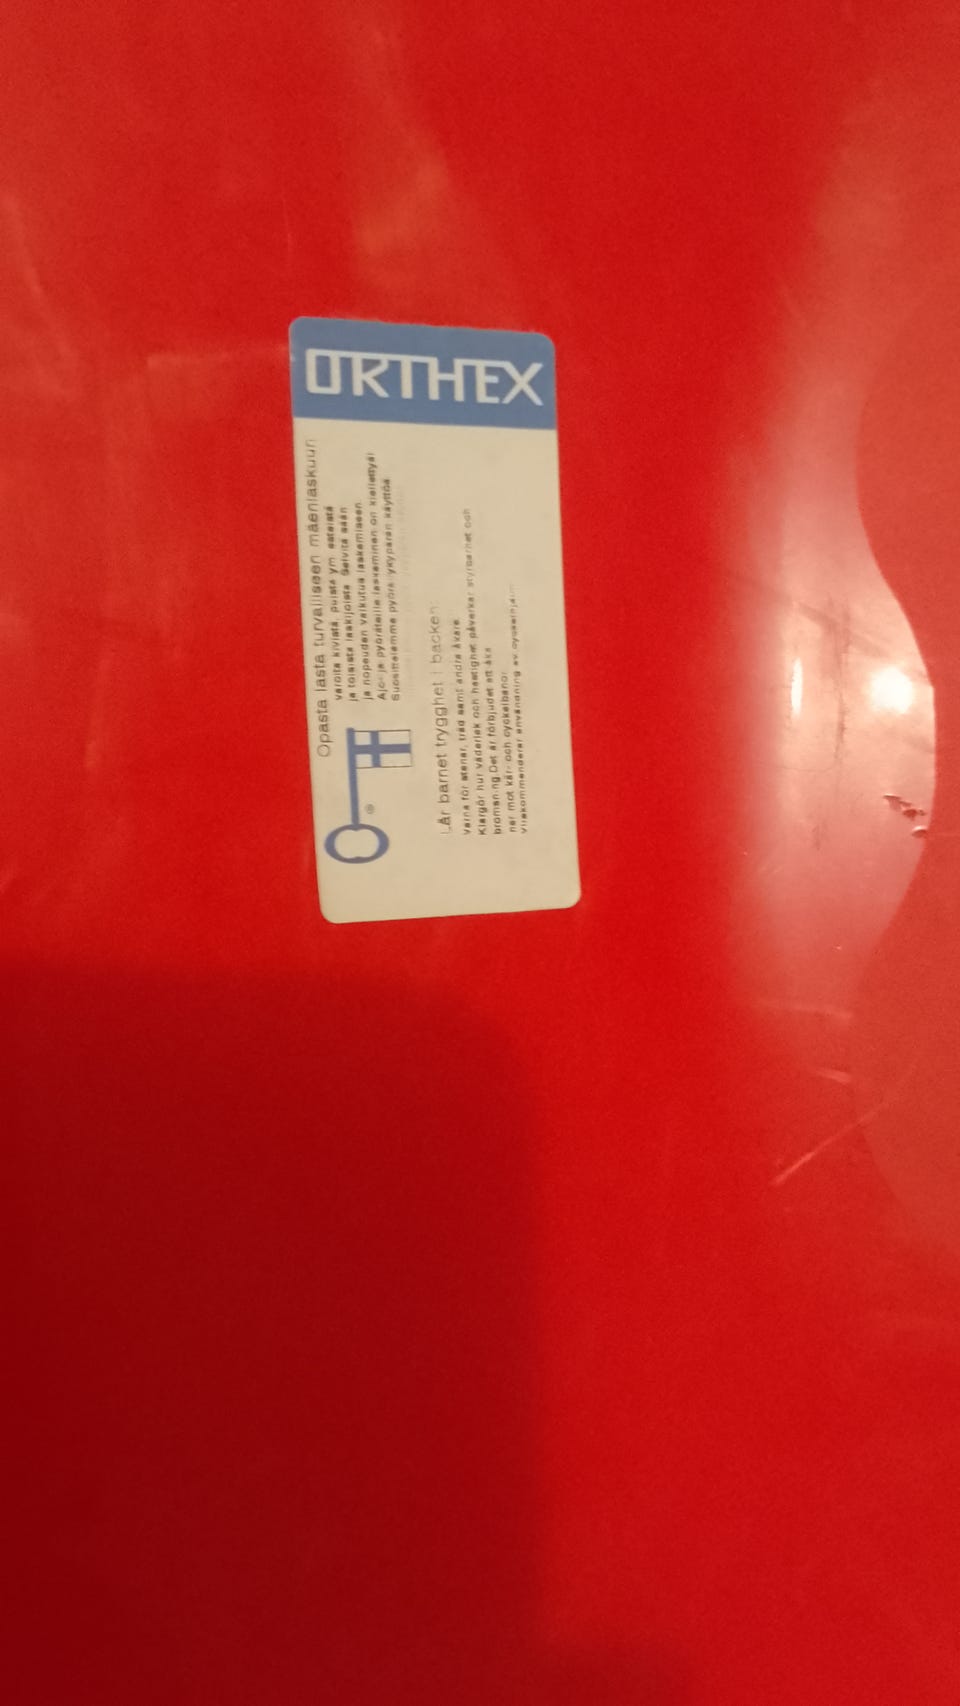 ORTHEX
Opasta lasta turvalliseen mäenlaskuun
varoita kivistä, puista ym esteistä
ja toisista laskijoista Selvitä sään
ja nopeuden vaikutus laskemiseen
Ajo- ja pyöräteille laskeminen on kiellettyä!
Suosittelemme pyöräilykypärän käyttöä
Lär barnet trygghet i backen:
varna för stenar, träd samt andra åkare.
Klargör hur väderlek och hastighet påverkar styrbarhet och
bromsning. Det är förbjudet att åka
ner mot kör- och cyckelbanor
Vi rekommenderar användning av cyckelhjälm